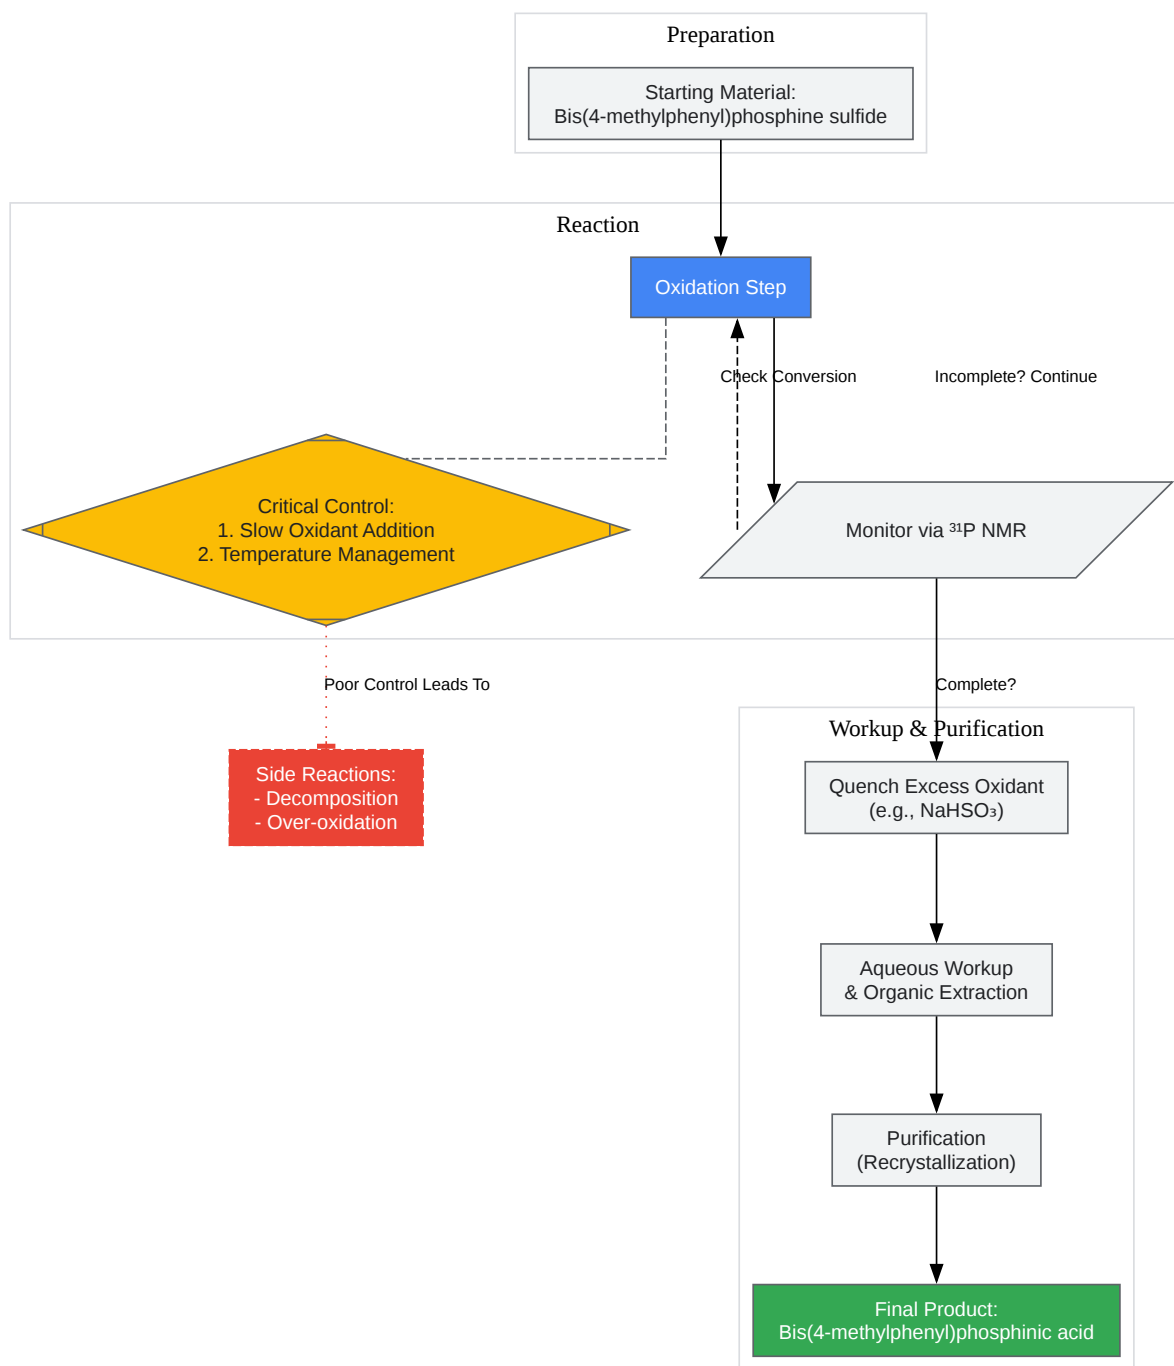 Preparation
Starting Material:
Bis(4-methylphenyl)phosphine sulfide
Reaction
Oxidation Step
Check Conversion
Incomplete? Continue
Critical Control:
1. Slow Oxidant Addition
2. Temperature Management
Monitor via ³¹P NMR
Poor Control Leads To
Complete?
Side Reactions:
- Decomposition
- Over-oxidation
Workup & Purification
Quench Excess Oxidant
(e.g., NaHSO₃)
Aqueous Workup
& Organic Extraction
Purification
(Recrystallization)
Final Product:
Bis(4-methylphenyl)phosphinic acid